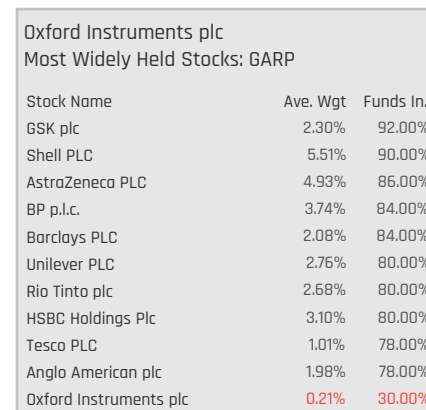 Oxford Instruments plc
Most Widely Held Stocks: GARP
Stock Name Ave. Wgt Funds In.
GSK plc 2.30% 92.00%
Shell PLC 5.51% 90.00%
AstraZeneca PLC 4.93% 86.00%
BP p.l.c. 3.74% 84.00%
Barclays PLC 2.08% 84.00%
Unilever PLC 2.76% 80.00%
Rio Tinto plc 2.68% 80.00%
HSBC Holdings Plc 3.10% 80.00%
Tesco PLC 1.01% 78.00%
Anglo American plc 1.98% 78.00%
Oxford Instruments plc 0.21% 30.00%